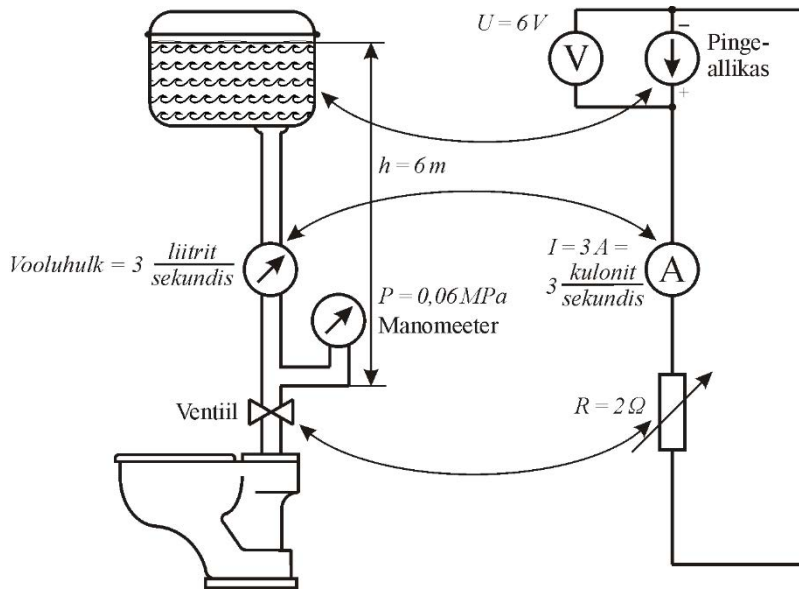 U = 6 V
V
−
+
Pinge-
allikas
h = 6 m
Vooluhulk = 3 liitrit
sekundis
I = 3 A =
3 kulonit
sekundis
A
P = 0,06 MPa
Manomeeter
Ventiil
R = 2 Ω